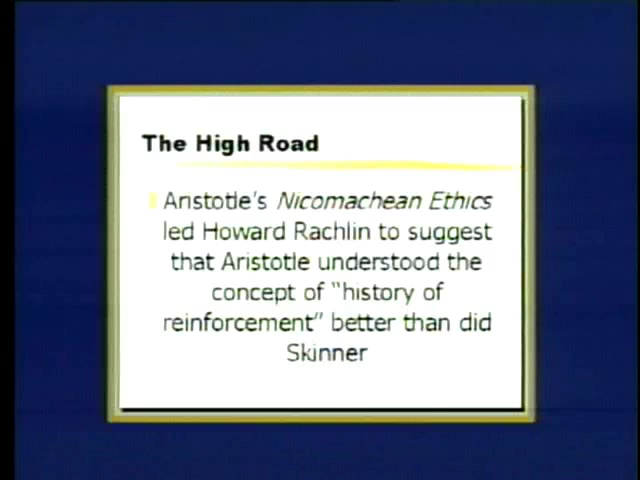 The High Road
Aristotle's Nicomachean Ethics
led Howard Rachlin to suggest
that Aristotle understood the
concept of "history of
reinforcement" better than did
Skinner